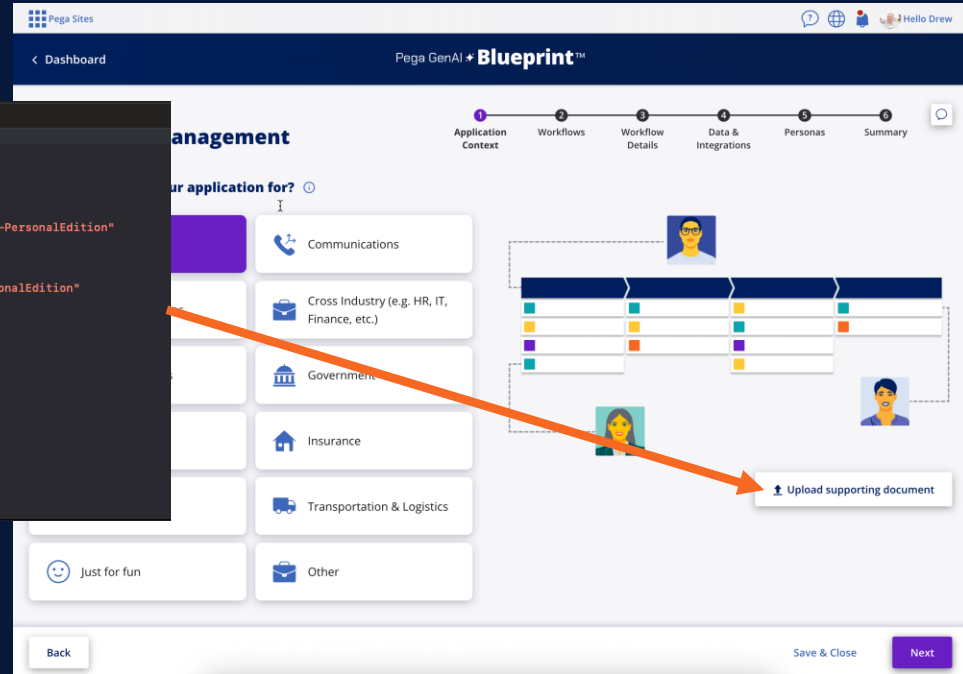 Pega Sites
?
Hello Drew
< Dashboard
Pega GenAI Blueprint™
1
2
3
4
5
6
Application Context
Workflows
Workflow Details
Data & Integrations
Personas
Summary
anagement
ur application for?
-PersonalEdition"
onalEdition"
Communications
Cross Industry (e.g. HR, IT,
Finance, etc.)
Government
Insurance
Transportation & Logistics
Just for fun
Other
Upload supporting document
Back
Save & Close
Next